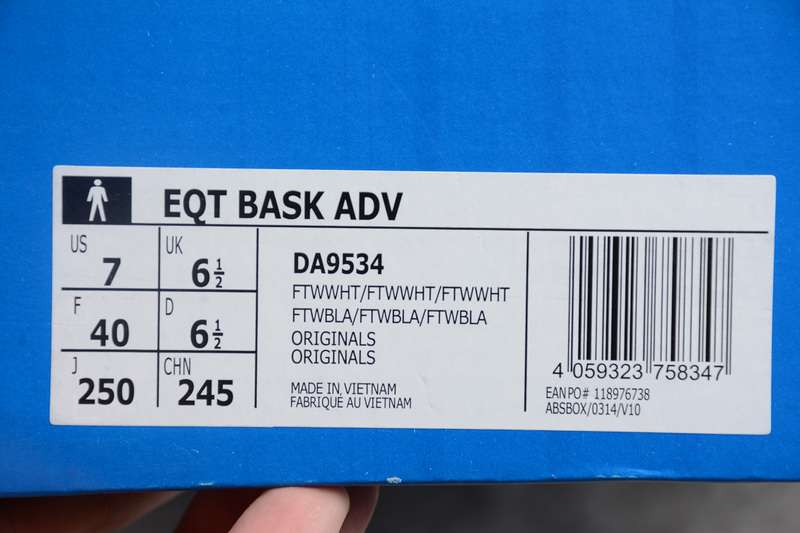 EQT BASK ADV
US 7 UK 6 1/2
F 40 D 6 1/2
J 250 CHN 245
DA9534
FTWWHT/FTWWHT/FTWWHT
FTWBLA/FTWBLA/FTWBLA
ORIGINALS
ORIGINALS
MADE IN VIETNAM
FABRIQUE AU VIETNAM
4 059323 758347
EAN PO# 118976738
ABSBOX/0314/V10